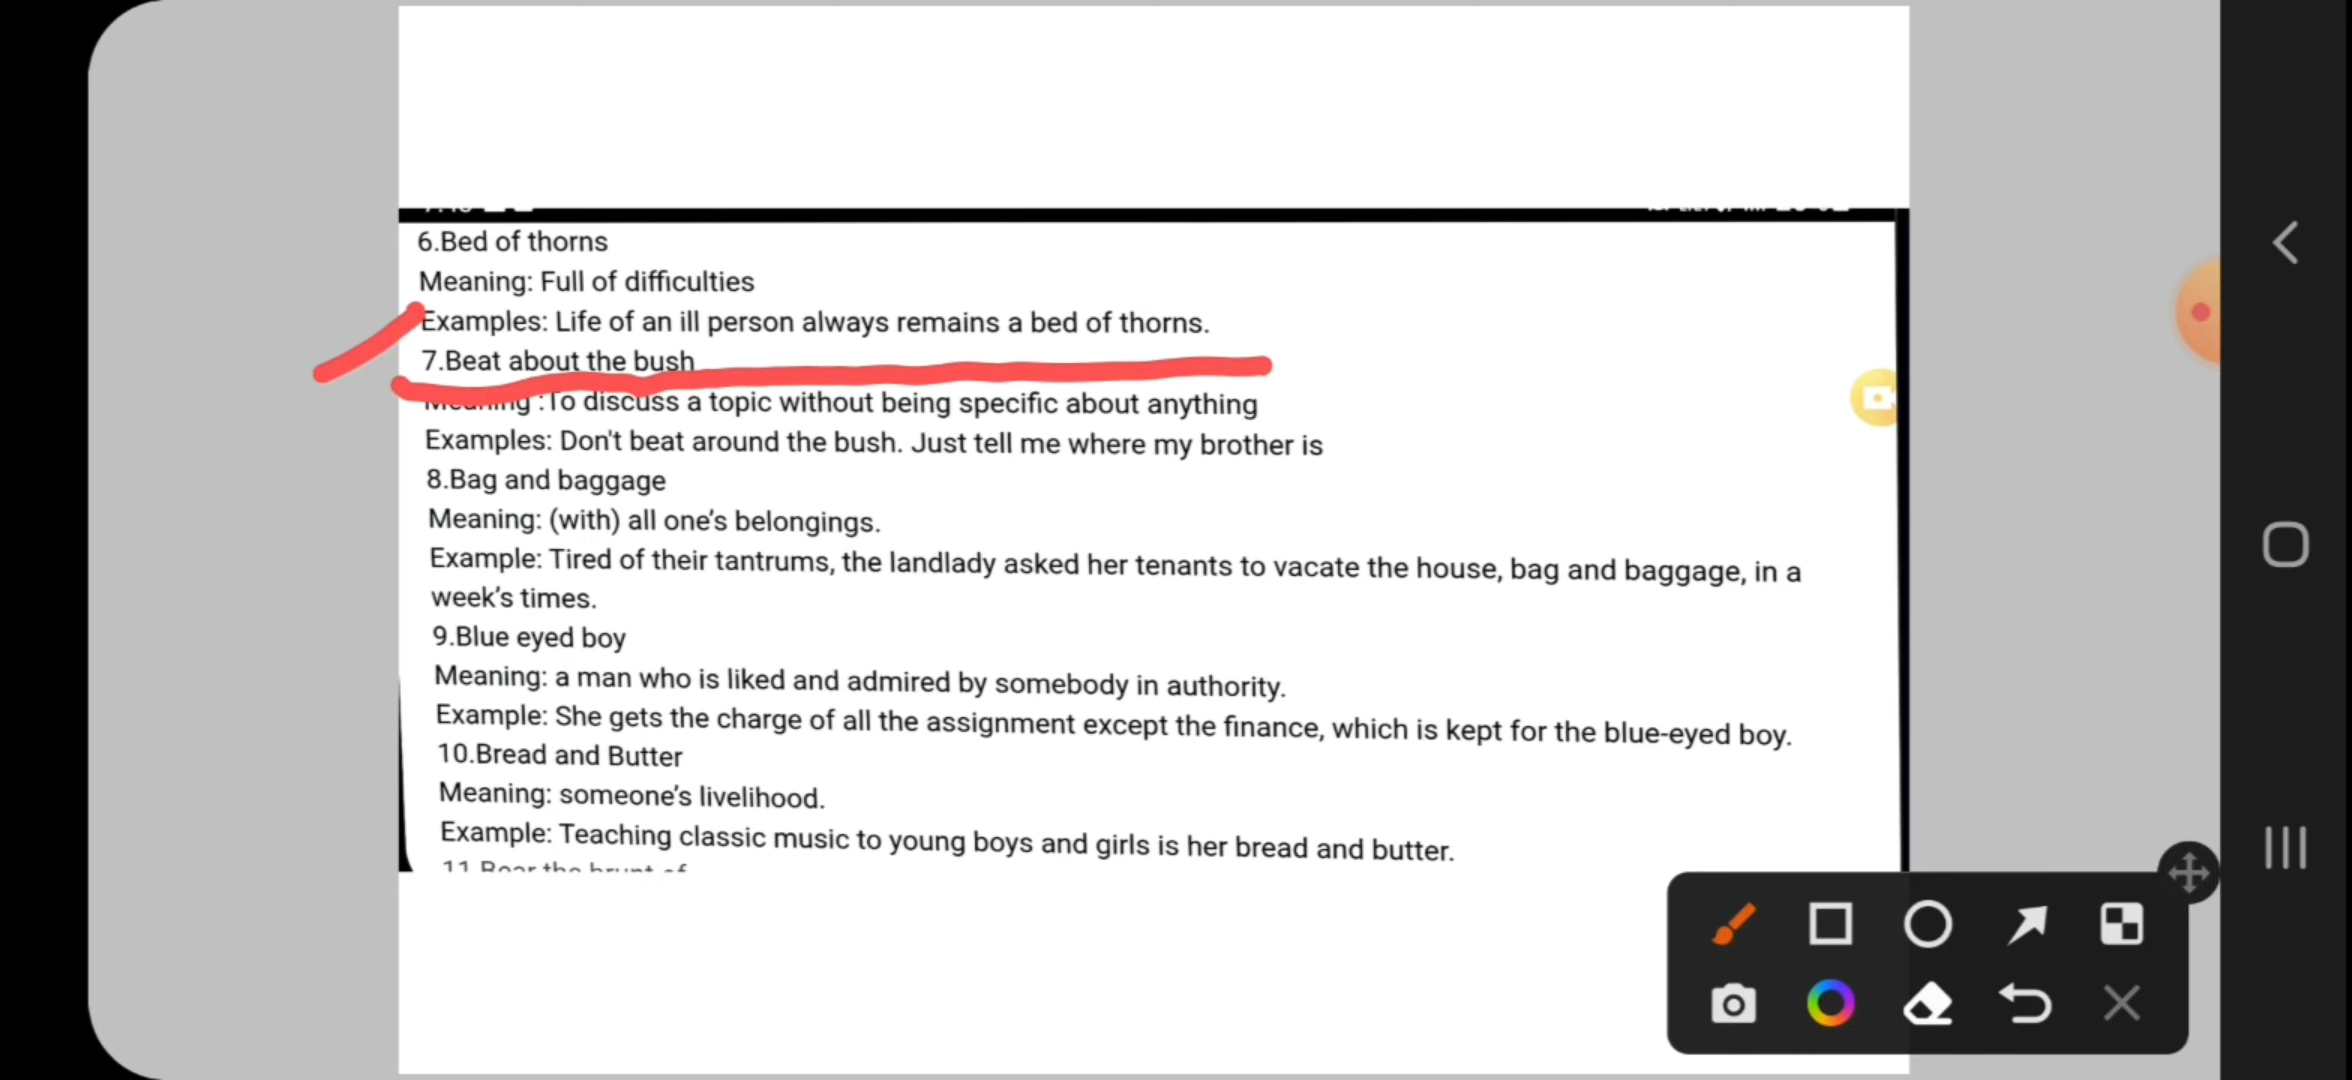 6.Bed of thorns
Meaning: Full of difficulties
Examples: Life of an ill person always remains a bed of thorns.
7.Beat about the bush
Meaning :To discuss a topic without being specific about anything
Examples: Don't beat around the bush. Just tell me where my brother is
8.Bag and baggage
Meaning: (with) all one’s belongings.
Example: Tired of their tantrums, the landlady asked her tenants to vacate the house, bag and baggage, in a
week’s times.
9.Blue eyed boy
Meaning: a man who is liked and admired by somebody in authority.
Example: She gets the charge of all the assignment except the finance, which is kept for the blue-eyed boy.
10.Bread and Butter
Meaning: someone’s livelihood.
Example: Teaching classic music to young boys and girls is her bread and butter.
11.Bear the brunt of